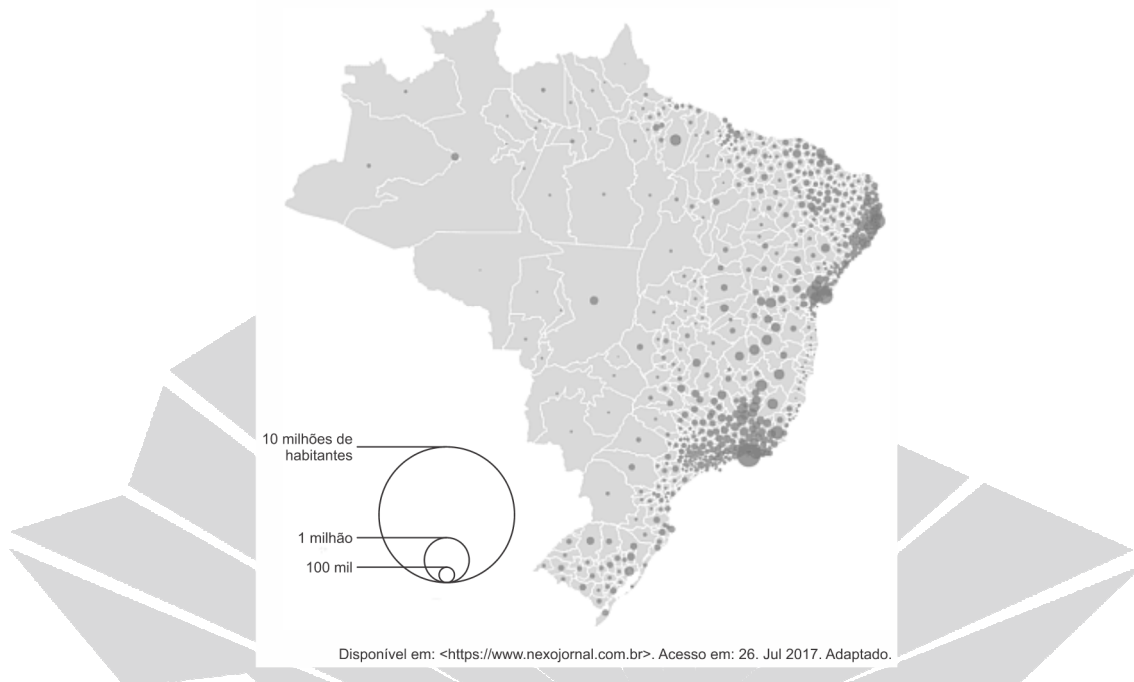 10 milhões de
habitantes
1 milhão
100 mil
Disponível em: <https://www.nexojornal.com.br>. Acesso em: 26. Jul 2017. Adaptado.